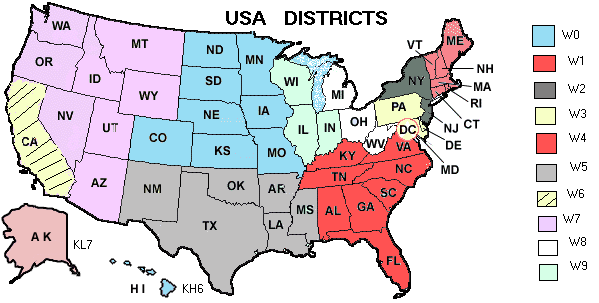 USA DISTRICTS
WA
OR
ID
MT
WY
NV
UT
CA
AZ
ND
SD
NE
CO
KS
MN
IA
MO
NM
OK
TX
AR
LA
MS
WI
IL
IN
MI
OH
WV
KY
TN
VA
NC
SC
AL
GA
FL
PA
NY
DC
VT
ME
NH
MA
RI
CT
NJ
DE
MD
AK
KL7
HI
KH6
W0
W1
W2
W3
W4
W5
W6
W7
W8
W9